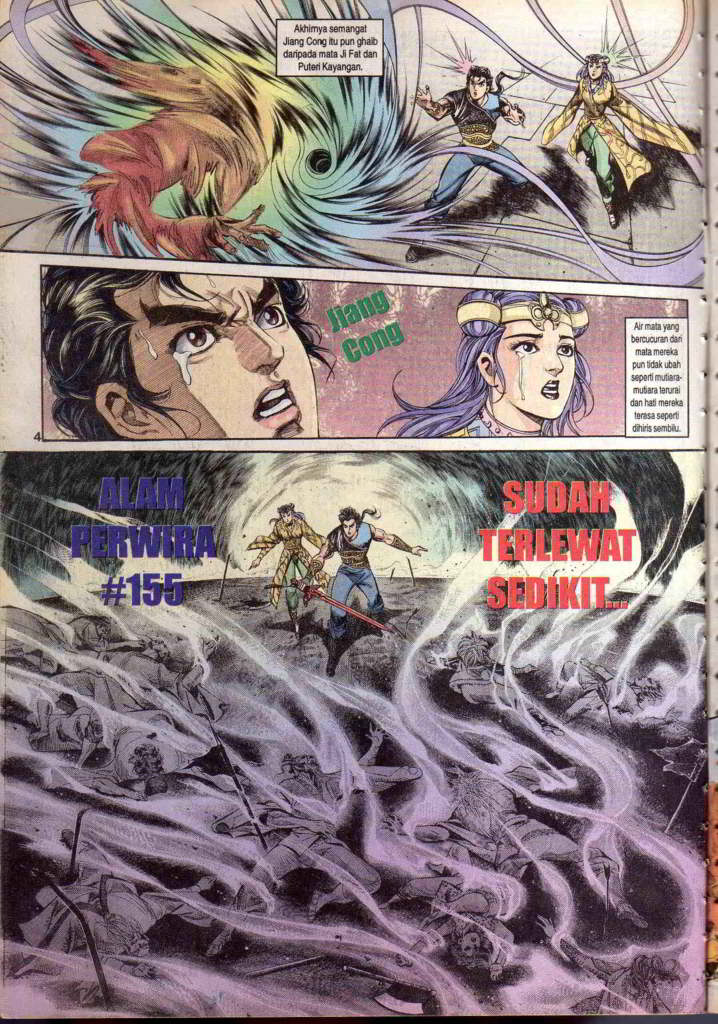 Akhirnya semangat
Jiang Cong itu pun ghaib
daripada mata Ji Fat dan
Puteri Kayangan.
Jiang
Cong
Air mata yang
bercucuran dari
mata mereka
pun tidak ubah
seperti mutiara-
mutiara terurai
dan hati mereka
terasa seperti
dihiris sembilu.
4
ALAM
PERWIRA
#155
SUDAH
TERLEWAT
SEDIKIT...